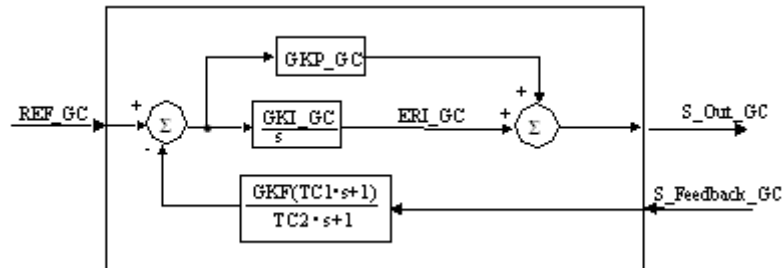 GKP_GC
REF_GC
+
Σ
-
GKI_GC
s
ERI_GC
+
+
Σ
S_Out_GC
GKF(TC1·s+1)
TC2·s+1
S_Feedback_GC